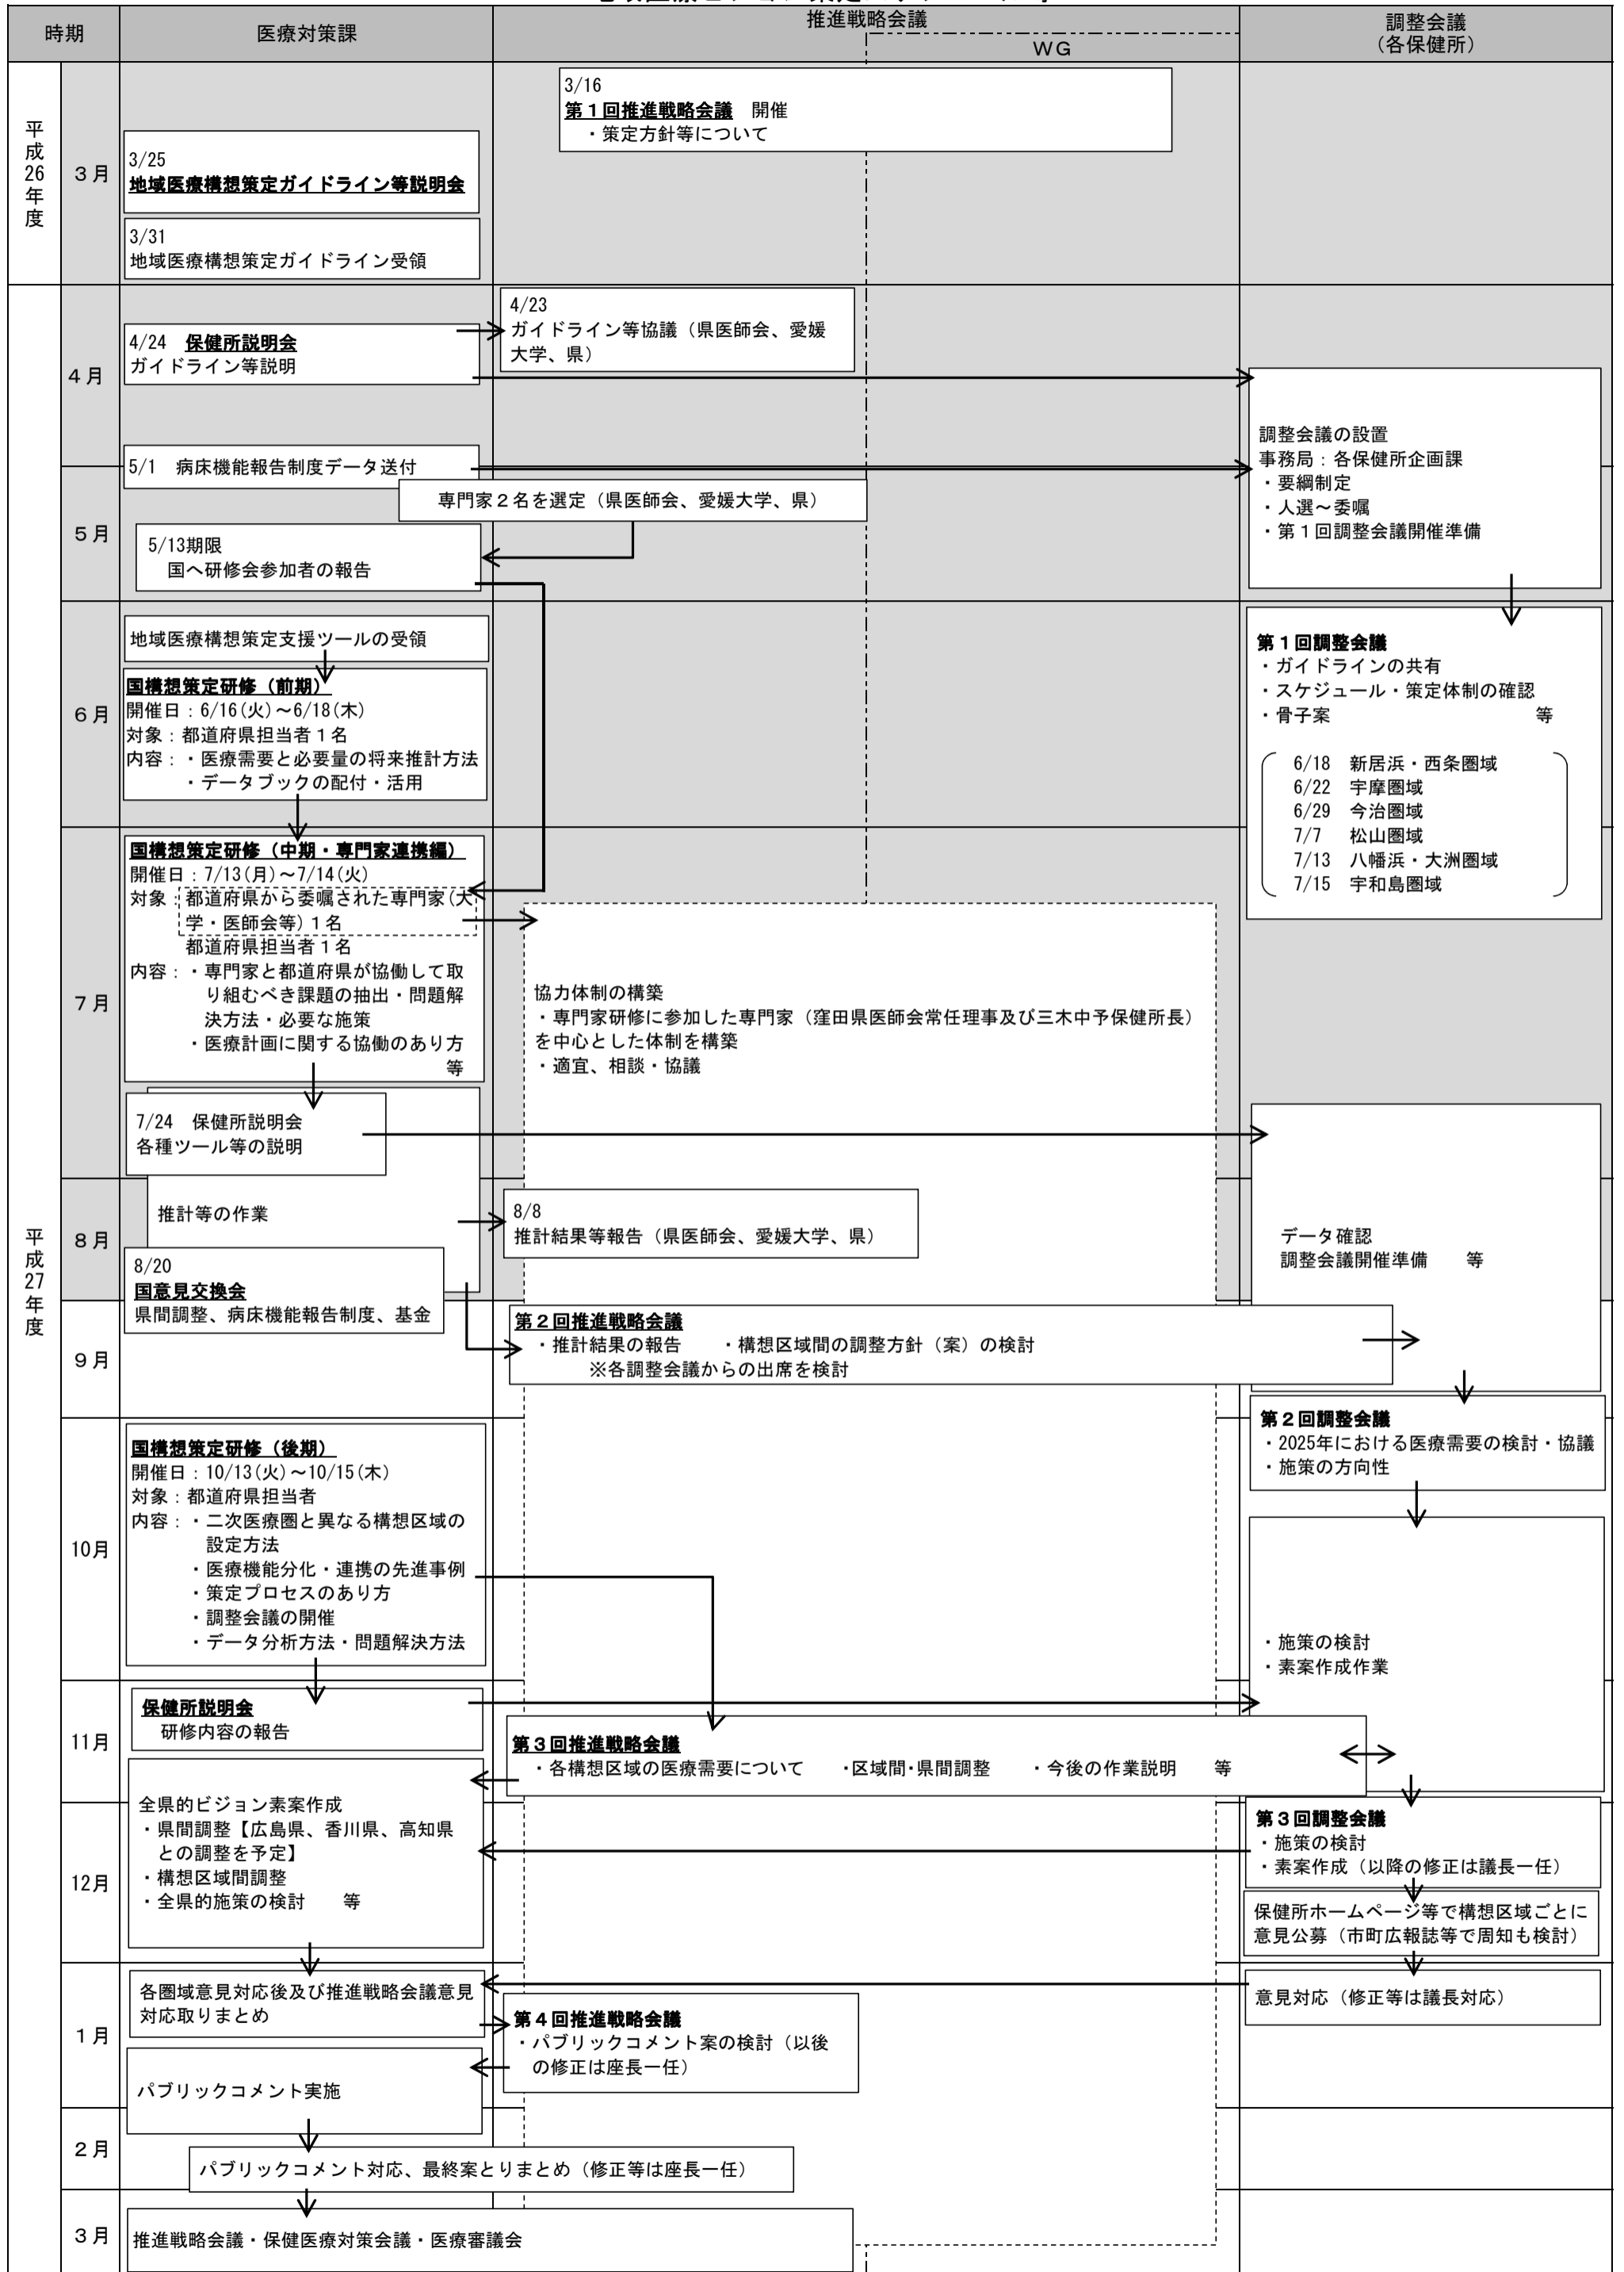 時期
医療対策課
推進戦略会議
WG
調整会議
（各保健所）
平成26年度
3月
3/16
第1回推進戦略会議　開催
・策定方針等について
3/25
地域医療構想策定ガイドライン等説明会
3/31
地域医療構想策定ガイドライン受領
平成27年度
4月
4/23
ガイドライン等協議（県医師会、愛媛
大学、県）
4/24　保健所説明会
ガイドライン等説明
調整会議の設置
事務局：各保健所企画課
・要綱制定
・人選～委嘱
・第1回調整会議開催準備
5/1　病床機能報告制度データ送付
専門家2名を選定（県医師会、愛媛大学、県）
5月
5/13期限
国へ研修会参加者の報告
6月
地域医療構想策定支援ツールの受領
国構想策定研修（前期）
開催日：6/16(火)～6/18(木)
対象：都道府県担当者1名
内容：・医療需要と必要量の将来推計方法
・データブックの配付・活用
第1回調整会議
・ガイドラインの共有
・スケジュール・策定体制の確認
・骨子案　等
6/18　新居浜・西条圏域
6/22　宇摩圏域
6/29　今治圏域
7/7　松山圏域
7/13　八幡浜・大洲圏域
7/15　宇和島圏域
7月
国構想策定研修（中期・専門家連携編）
開催日：7/13(月)～7/14(火)
対象：都道府県から委嘱された専門家(大
学・医師会等)1名
都道府県担当者1名
内容：・専門家と都道府県が協働して取
り組むべき課題の抽出・問題解
決方法・必要な施策
・医療計画に関する協働のあり方
等
協力体制の構築
・専門家研修に参加した専門家（窪田県医師会常任理事及び三木中予保健所長）
を中心とした体制を構築
・適宜、相談・協議
7/24　保健所説明会
各種ツール等の説明
8月
推計等の作業
8/8
推計結果等報告（県医師会、愛媛大学、県）
データ確認
調整会議開催準備　等
8/20
国意見交換会
県間調整、病床機能報告制度、基金
9月
第2回推進戦略会議
・推計結果の報告　・構想区域間の調整方針（案）の検討
※各調整会議からの出席を検討
第2回調整会議
・2025年における医療需要の検討・協議
・施策の方向性
10月
国構想策定研修（後期）
開催日：10/13(火)～10/15(木)
対象：都道府県担当者
内容：・二次医療圏と異なる構想区域の
設定方法
・医療機能分化・連携の先進事例
・策定プロセスのあり方
・調整会議の開催
・データ分析方法・問題解決方法
・施策の検討
・素案作成作業
11月
保健所説明会
研修内容の報告
第3回推進戦略会議
・各構想区域の医療需要について　・区域間・県間調整　・今後の作業説明　等
12月
全県的ビジョン素案作成
・県間調整【広島県、香川県、高知県
との調整を予定】
・構想区域間調整
・全県的施策の検討　等
第3回調整会議
・施策の検討
・素案作成（以降の修正は議長一任）
保健所ホームページ等で構想区域ごとに
意見公募（市町広報誌等で周知も検討）
1月
各圏域意見対応後及び推進戦略会議意見
対応取りまとめ
第4回推進戦略会議
・パブリックコメント案の検討（以後
の修正は座長一任）
意見対応（修正等は議長対応）
パブリックコメント実施
2月
パブリックコメント対応、最終案とりまとめ（修正等は座長一任）
3月
推進戦略会議・保健医療対策会議・医療審議会